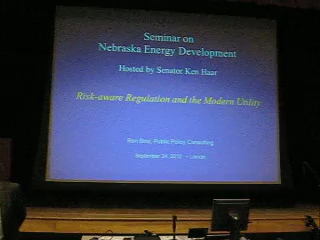 Seminar on
Nebraska Energy Development
Hosted by Senator Ken Haar
Risk-aware Regulation and the Modern Utility
Ron Binz, Public Policy Consulting
September 24, 2012 - Lincoln